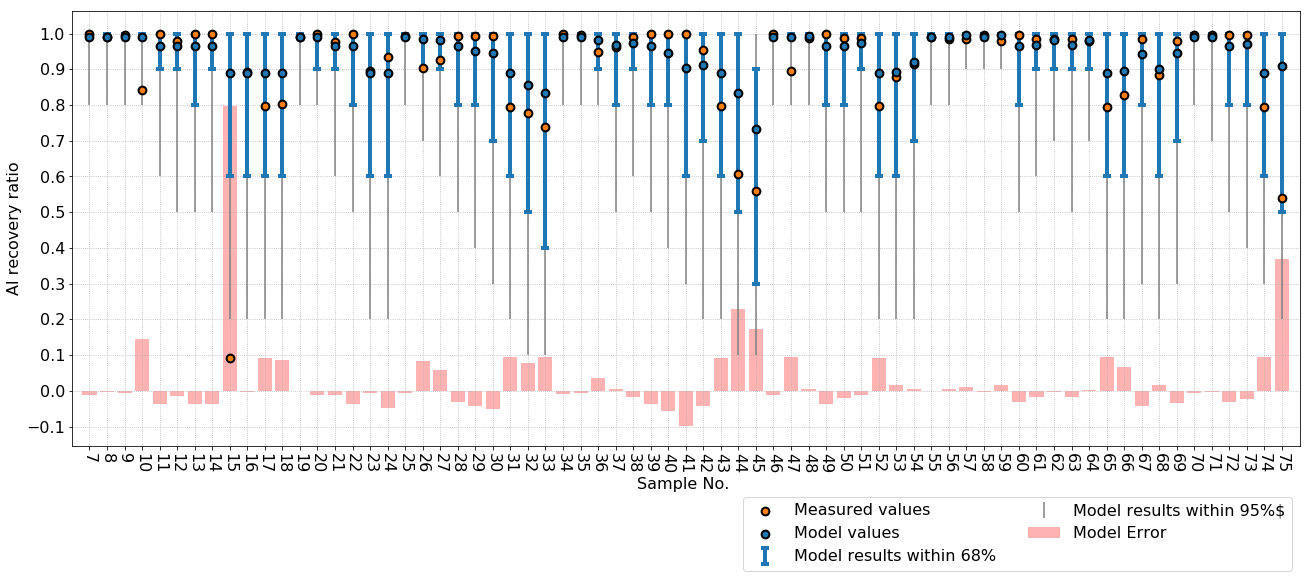 1.0
0.9
0.8
0.7
0.6
0.5
0.4
0.3
0.2
0.1
0.0
−0.1
AI recovery ratio
7 8 9 10 11 12 13 14 15 16 17 18 19 20 21 22 23 24 25 26 27 28 29 30 31 32 33 34 35 36 37 38 39 40 41 42 43 44 45 46 47 48 49 50 51 52 53 54 55 56 57 58 59 60 61 62 63 64 65 66 67 68 69 70 71 72 73 74 75
Sample No.
Measured values
Model values
Model results within 68%
Model results within 95%$
Model Error